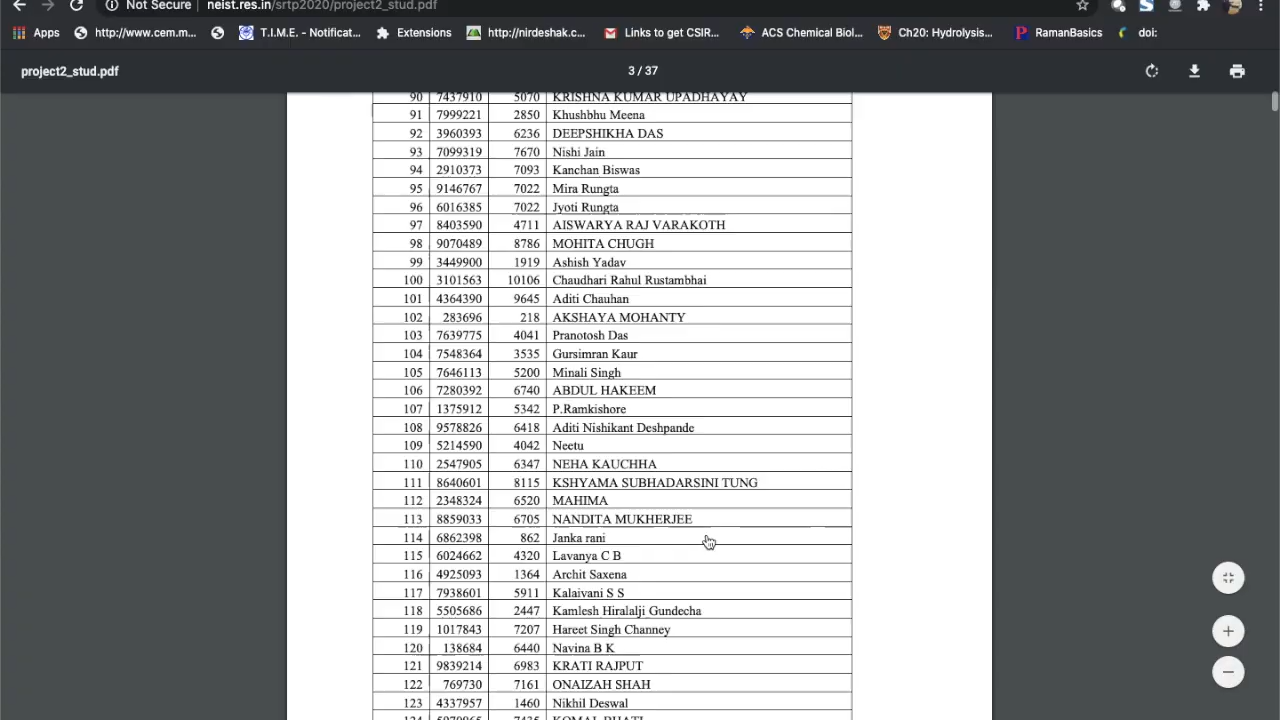 Not Secure neist.res.in/srtp2020/project2_stud.pdf
Apps http://www.cem.m... T.I.M.E. - Notificat... Extensions http://nirdeshak.c... Links to get CSIR... ACS Chemical Biol... Ch20: Hydrolysis... RamanBasics doi:
project2_stud.pdf 3 / 37
90 7437910 5070 KRISHNA KUMAR UPADHAYAY
91 7999221 2850 Khushbhu Meena
92 3960393 6236 DEEPSHIKHA DAS
93 7099319 7670 Nishi Jain
94 2910373 7093 Kanchan Biswas
95 9146767 7022 Mira Rungta
96 6016385 7022 Jyoti Rungta
97 8403590 4711 AISWARYA RAJ VARAKOTH
98 9070489 8786 MOHITA CHUGH
99 3449900 1919 Ashish Yadav
100 3101563 10106 Chaudhari Rahul Rustambhai
101 4364390 9645 Aditi Chauhan
102 283696 218 AKSHAYA MOHANTY
103 7639775 4041 Pranotosh Das
104 7548364 3535 Gursimran Kaur
105 7646113 5200 Minali Singh
106 7280392 6740 ABDUL HAKEEM
107 1375912 5342 P.Ramkishore
108 9578826 6418 Aditi Nishikant Deshpande
109 5214590 4042 Neetu
110 2547905 6347 NEHA KAUCHHA
111 8640601 8115 KSHYAMA SUBHADARSINI TUNG
112 2348324 6520 MAHIMA
113 8859033 6705 NANDITA MUKHERJEE
114 6862398 862 Janka rani
115 6024662 4320 Lavanya C B
116 4925093 1364 Archit Saxena
117 7938601 5911 Kalaivani S S
118 5505686 2447 Kamlesh Hiralalji Gundecha
119 1017843 7207 Hareet Singh Channey
120 138684 6440 Navina B K
121 9839214 6983 KRATI RAJPUT
122 769730 7161 ONAIZAH SHAH
123 4337957 1460 Nikhil Deswal